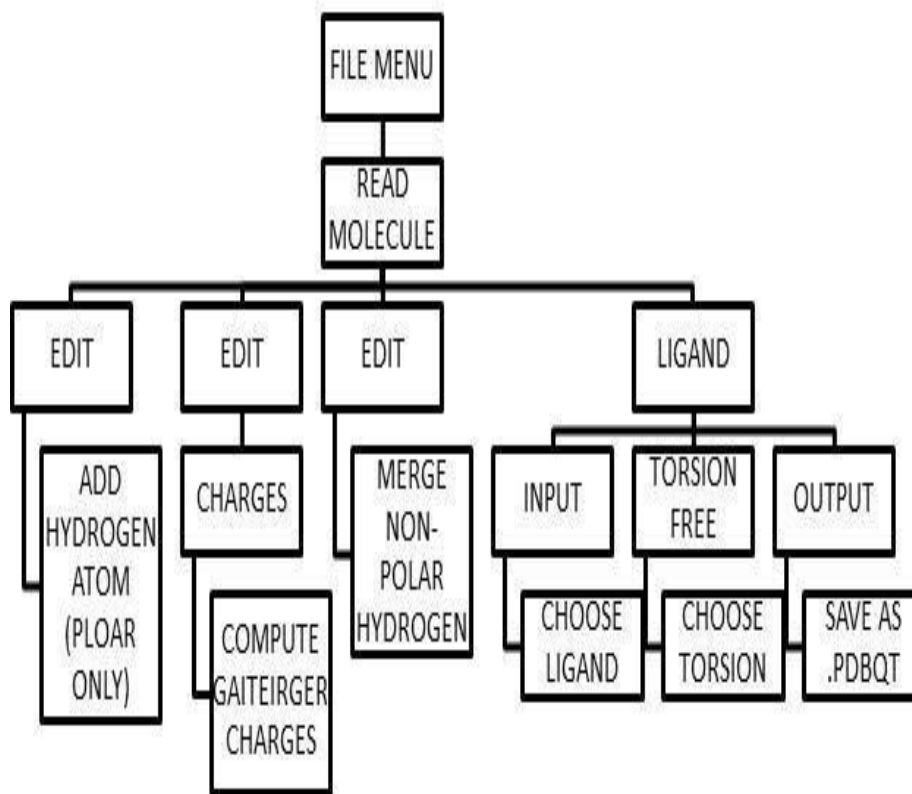 FILE MENU
READ
MOLECULE
EDIT
EDIT
EDIT
LIGAND
ADD
HYDROGEN
ATOM
(PLOAR
ONLY)
CHARGES
COMPUTE
GAITEIRGER
CHARGES
MERGE
NON-
POLAR
HYDROGEN
INPUT
CHOOSE
LIGAND
TORSION
FREE
CHOOSE
TORSION
OUTPUT
SAVE AS
.PDBQT